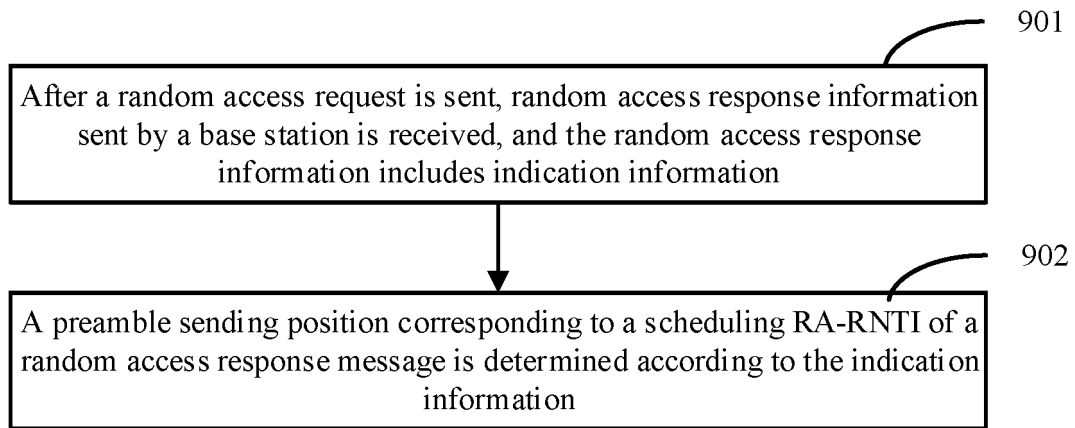 901
After a random access request is sent, random access response information
sent by a base station is received, and the random access response
information includes indication information
902
A preamble sending position corresponding to a scheduling RA-RNTI of a
random access response message is determined according to the indication
information